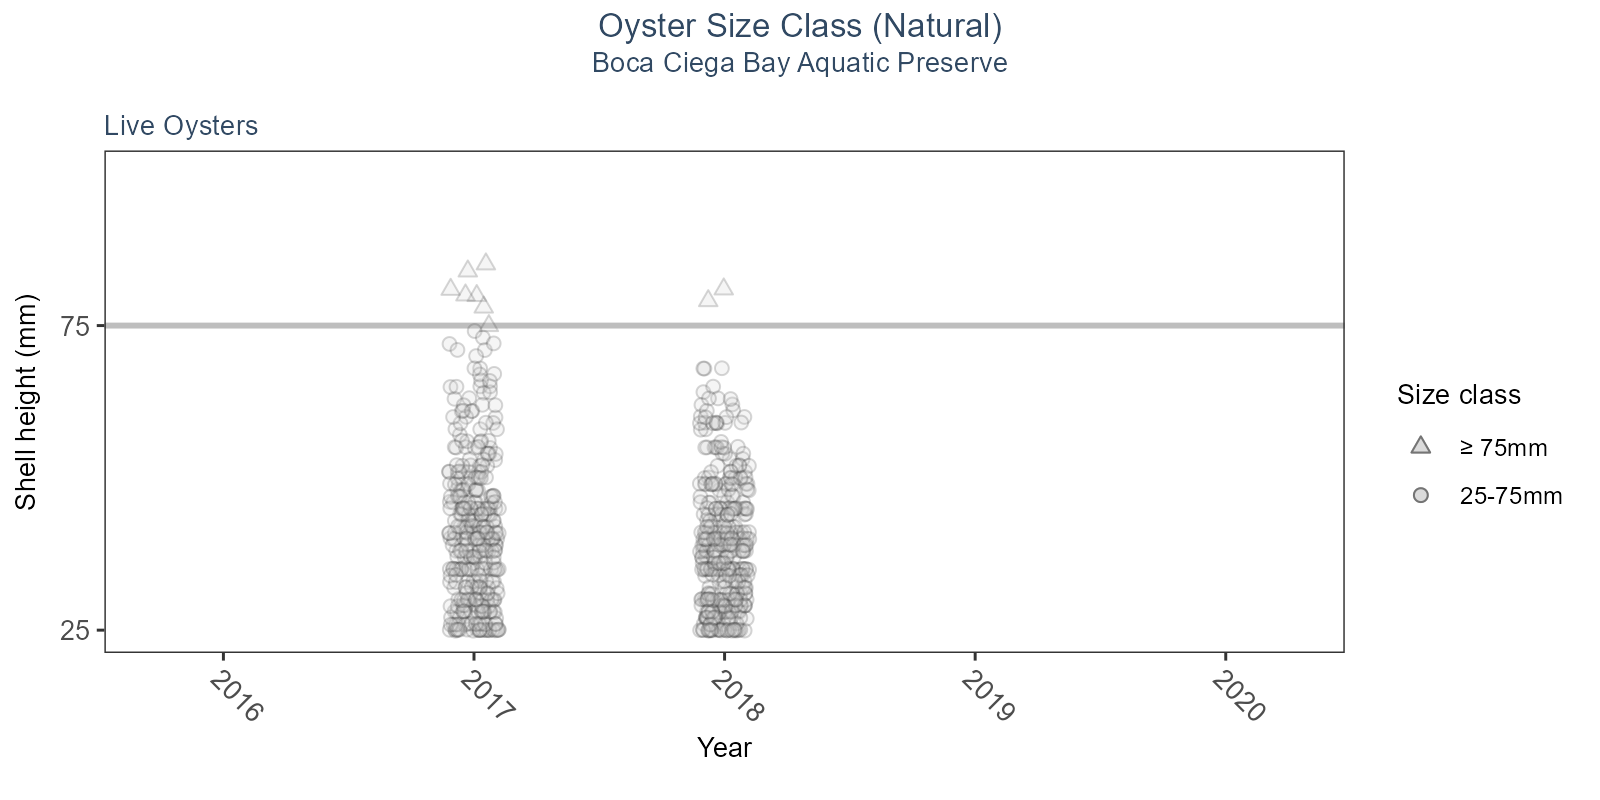 Oyster Size Class (Natural)
Boca Ciega Bay Aquatic Preserve
Live Oysters
Shell height (mm)
75
25
2016
2017
2018
2019
2020
Year
Size class
≥ 75mm
25-75mm